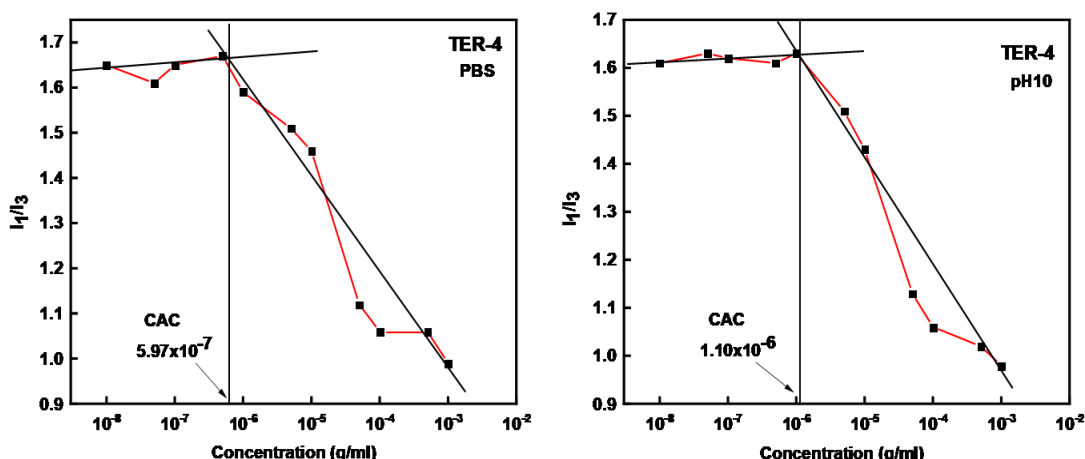 TER-4
PBS
I1/I3
1.7
1.6
1.5
1.4
1.3
1.2
1.1
1.0
0.9
CAC
5.97x10-7
10-8
10-7
10-6
10-5
10-4
10-3
10-2
Concentration (g/ml)
TER-4
pH10
I1/I3
1.7
1.6
1.5
1.4
1.3
1.2
1.1
1.0
0.9
CAC
1.10x10-6
10-8
10-7
10-6
10-5
10-4
10-3
10-2
Concentration (g/ml)